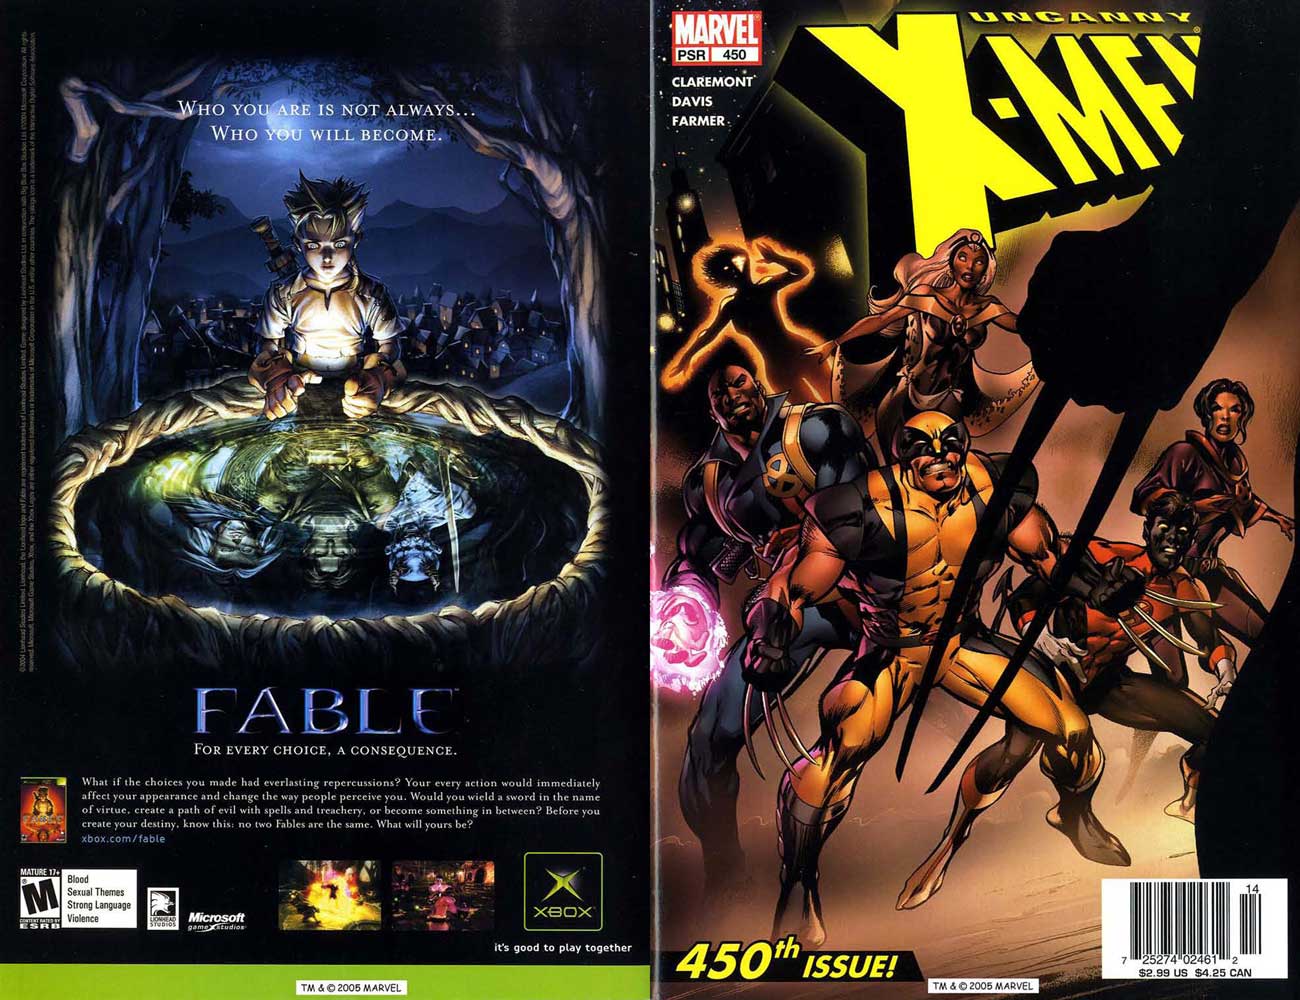 WHO YOU ARE IS NOT ALWAYS...
WHO YOU WILL BECOME.
FABLE
FOR EVERY CHOICE, A CONSEQUENCE.
What if the choices you made had everlasting repercussions? Your every action would immediately
affect your appearance and change the way people perceive you. Would you wield a sword in the name
of virtue, create a path of evil with spells and treachery, or become something in between? Before you
create your destiny, know this: no two Fables are the same. What will yours be?
xbox.com/fable
MATURE 17+
M
CONTENT RATED BY
ESRB
Blood
Sexual Themes
Strong Language
Violence
LIONHEAD
STUDIOS
Microsoft
game studios
XBOX
it's good to play together
TM & © 2005 MARVEL
MARVEL
PSR 450
CLAREMONT
DAVIS
FARMER
UNCANNY
X-MEN
450th ISSUE!
TM & © 2005 MARVEL
14
7 25274 02461 2
$2.99 US $4.25 CAN